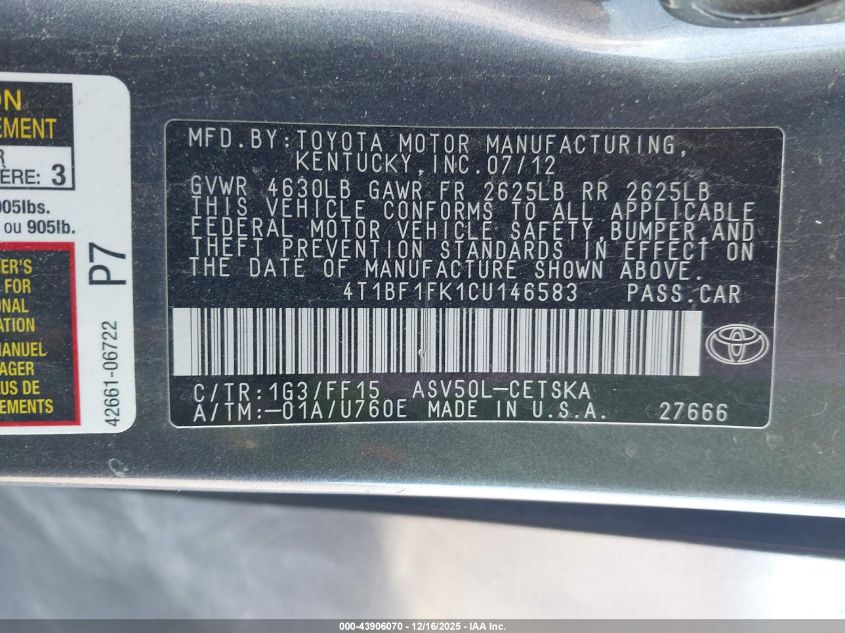 ON
EMENT
R
ÈRE: 3
905lbs.
ou 905lb.
ER'S
FOR
ONAL
ATION
MANUEL
AGER
US DE
EMENTS
P7
42661-06722
MFD.BY:TOYOTA MOTOR MANUFACTURING,
KENTUCKY,INC.07/12
GVWR 4630LB GAWR FR 2625LB RR 2625LB
THIS VEHICLE CONFORMS TO ALL APPLICABLE
FEDERAL MOTOR VEHICLE SAFETY,BUMPER,AND
THEFT PREVENTION STANDARDS IN EFFECT ON
THE DATE OF MANUFACTURE SHOWN ABOVE.
4T1BF1FK1CU146583 PASS.CAR
C/TR:1G3/FF15 ASV50L-CETSKA
A/TM:-01A/U760E MADE IN U.S.A. 27666
000-43906070 - 12/16/2025 - IAA Inc.